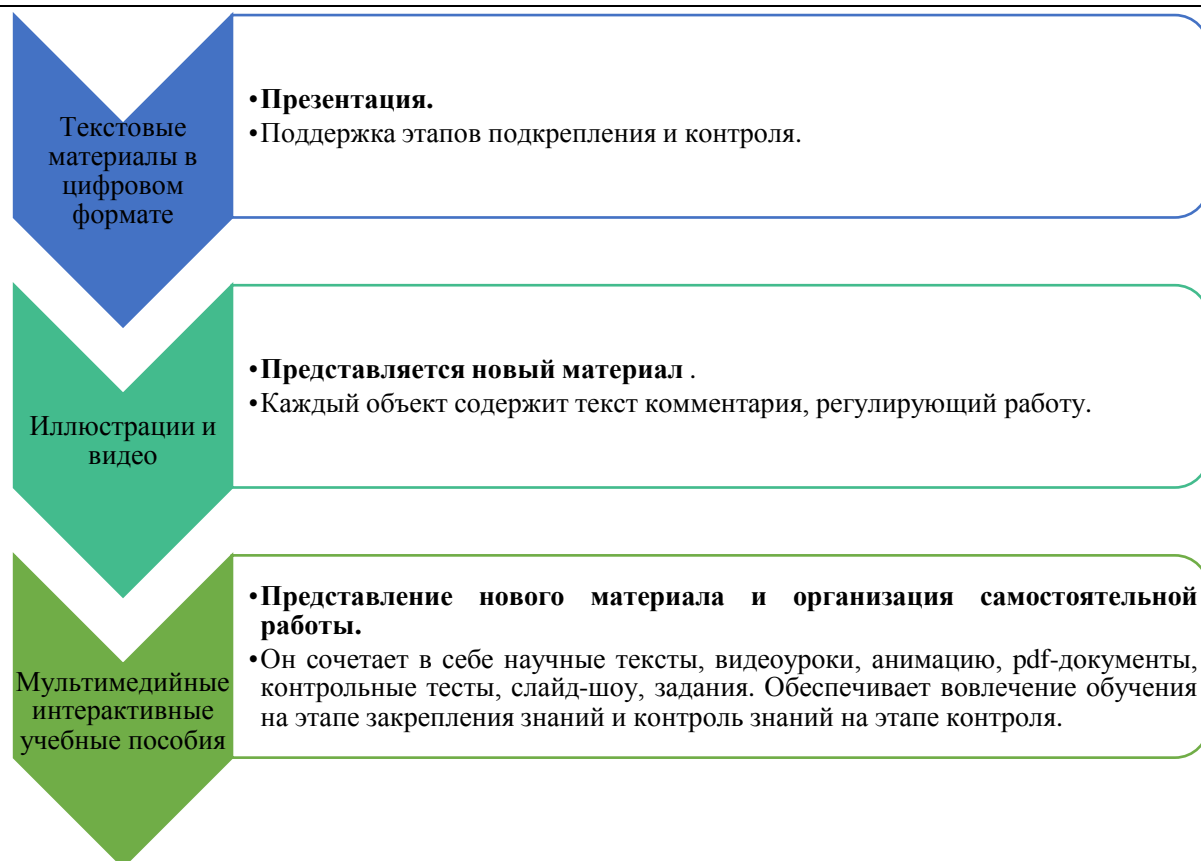 Текстовые
материалы в
цифровом
формате
•Презентация.
•Поддержка этапов подкрепления и контроля.
Иллюстрации и
видео
•Представляется новый материал .
•Каждый объект содержит текст комментария, регулирующий работу.
Мультимедийные
интерактивные
учебные пособия
•Представление нового материала и организация самостоятельной
работы.
•Он сочетает в себе научные тексты, видеоуроки, анимацию, pdf-документы,
контрольные тесты, слайд-шоу, задания. Обеспечивает вовлечение обучения
на этапе закрепления знаний и контроль знаний на этапе контроля.